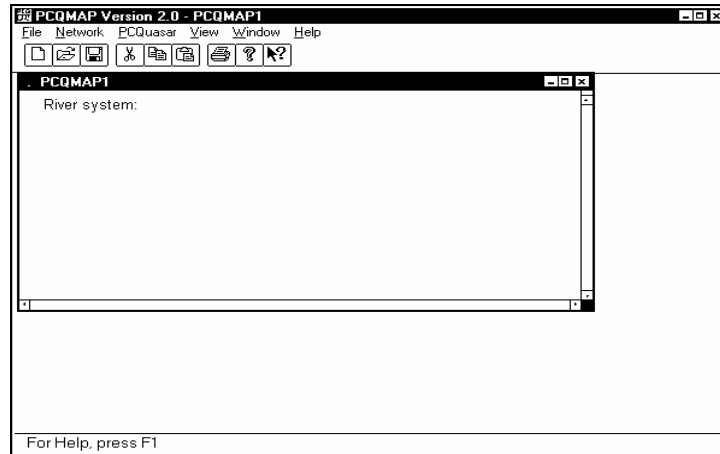 PCQMAP Version 2.0 - PCQMAP1
File Network PCQuasar View Window Help
PCQMAP1
River system:
For Help, press F1